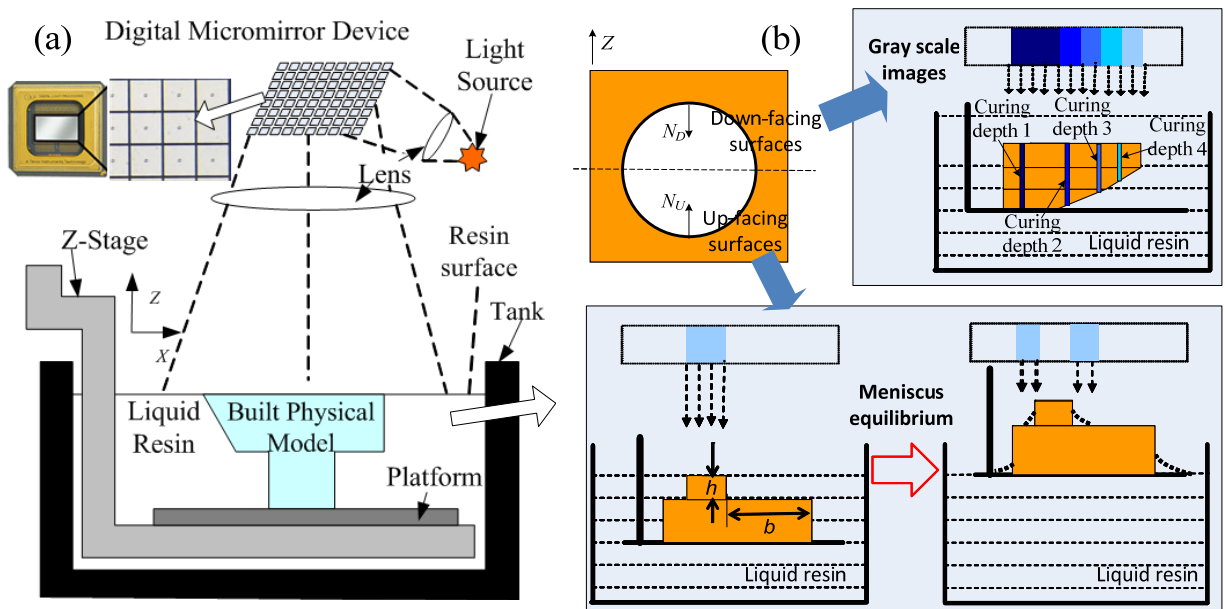 (a)
Digital Micromirror Device
Light
Source
Lens
Z-Stage
Z
X
Resin
surface
Tank
Liquid
Resin
Built Physical
Model
Platform
(b)
Z
N_D
Down-facing
surfaces
N_U
Up-facing
surfaces
Gray scale
images
Curing
depth 1
Curing
depth 3
Curing
depth 4
Curing
depth 2
Liquid resin
h
b
Liquid resin
Meniscus
equilibrium
Liquid resin